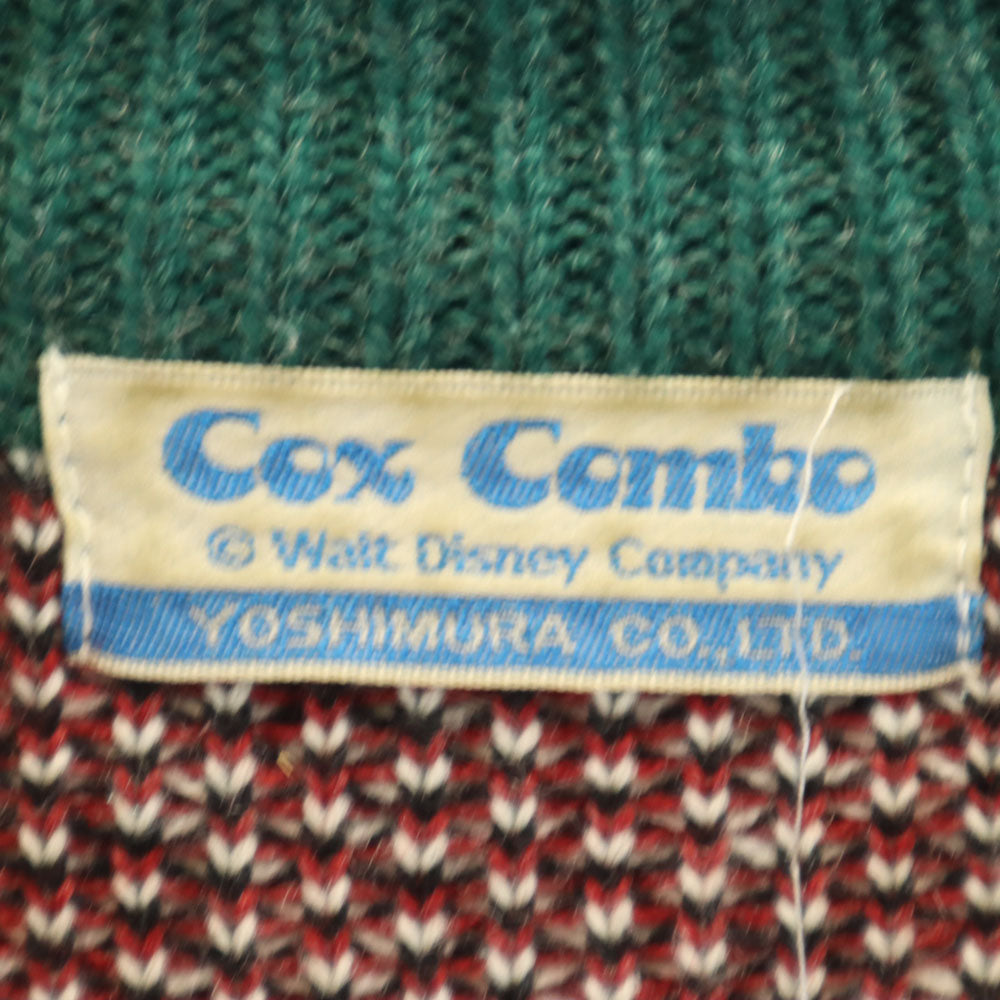 Cox Combo
© Walt Disney Company
YOSHIMURA CO.,LTD.